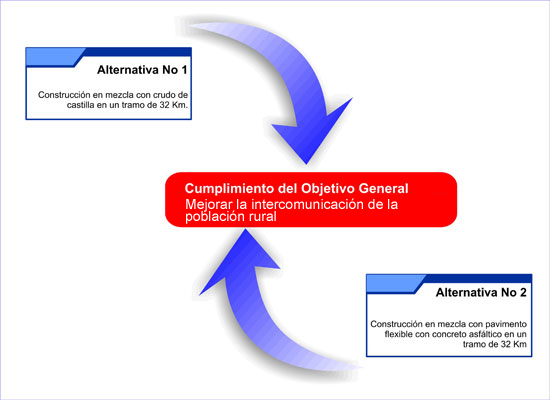 Alternativa No 1
Construcción en mezcla con crudo de
castilla en un tramo de 32 Km.
Cumplimiento del Objetivo General
Mejorar la intercomunicación de la
población rural
Alternativa No 2
Construcción en mezcla con pavimento
flexible con concreto asfáltico en un
tramo de 32 Km